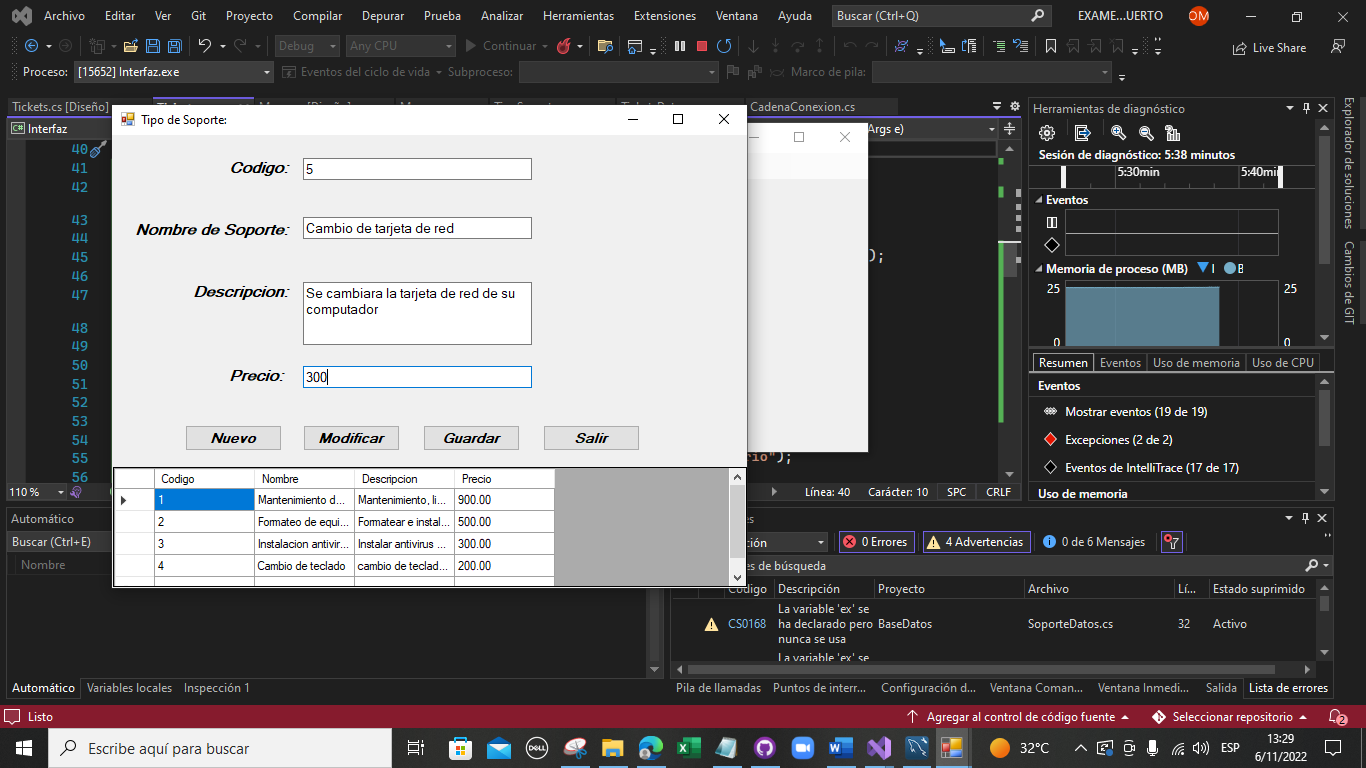 Archivo Editar Ver Git Proyecto Compilar Depurar Prueba Analizar Herramientas Extensiones Ventana Ayuda Buscar (Ctrl+Q) EXAME...UERTO OM
Debug Any CPU Continuar Live Share
Proceso: [15652] Interfaz.exe Eventos del ciclo de vida Subproceso: Marco de pila:
Tickets.cs [Diseño] CadenaConexion.cs
Interfaz Args e)
Tipo de Soporte:
40
41
42
43
44
45
46
47
48
49
50
51
52
53
54
55
56
);
rio");
Codigo: 5
Nombre de Soporte: Cambio de tarjeta de red
Descripcion: Se cambiara la tarjeta de red de su
computador
Precio: 300
Nuevo Modificar Guardar Salir
Codigo Nombre Descripcion Precio
1 Mantenimiento d... Mantenimiento, li... 900.00
2 Formateo de equi... Formatear e instal... 500.00
3 Instalacion antivir... Instalar antivirus ... 300.00
4 Cambio de teclado cambio de teclad... 200.00
110 % Línea: 40 Carácter: 10 SPC CRLF
Herramientas de diagnóstico
Sesión de diagnóstico: 5:38 minutos
5:30min 5:40mi
Eventos
Memoria de proceso (MB) I B
25 25
0 0
Resumen Eventos Uso de memoria Uso de CPU
Eventos
Mostrar eventos (19 de 19)
Excepciones (2 de 2)
Eventos de IntelliTrace (17 de 17)
Uso de memoria
Explorador de soluciones
Cambios de GIT
Automático
Buscar (Ctrl+E)
Nombre
Automático Variables locales Inspección 1
es
ción 0 Errores 4 Advertencias 0 de 6 Mensajes
es de búsqueda
Código Descripción Proyecto Archivo Lí... Estado suprimido
CS0168 La variable 'ex' se
ha declarado pero
nunca se usa BaseDatos SoporteDatos.cs 32 Activo
La variable 'ex' se
Pila de llamadas Puntos de interr... Configuración d... Ventana Coman... Ventana Inmedi... Salida Lista de errores
Listo Agregar al control de código fuente Seleccionar repositorio 2
Escribe aquí para buscar DELL 32°C ESP 13:29
6/11/2022